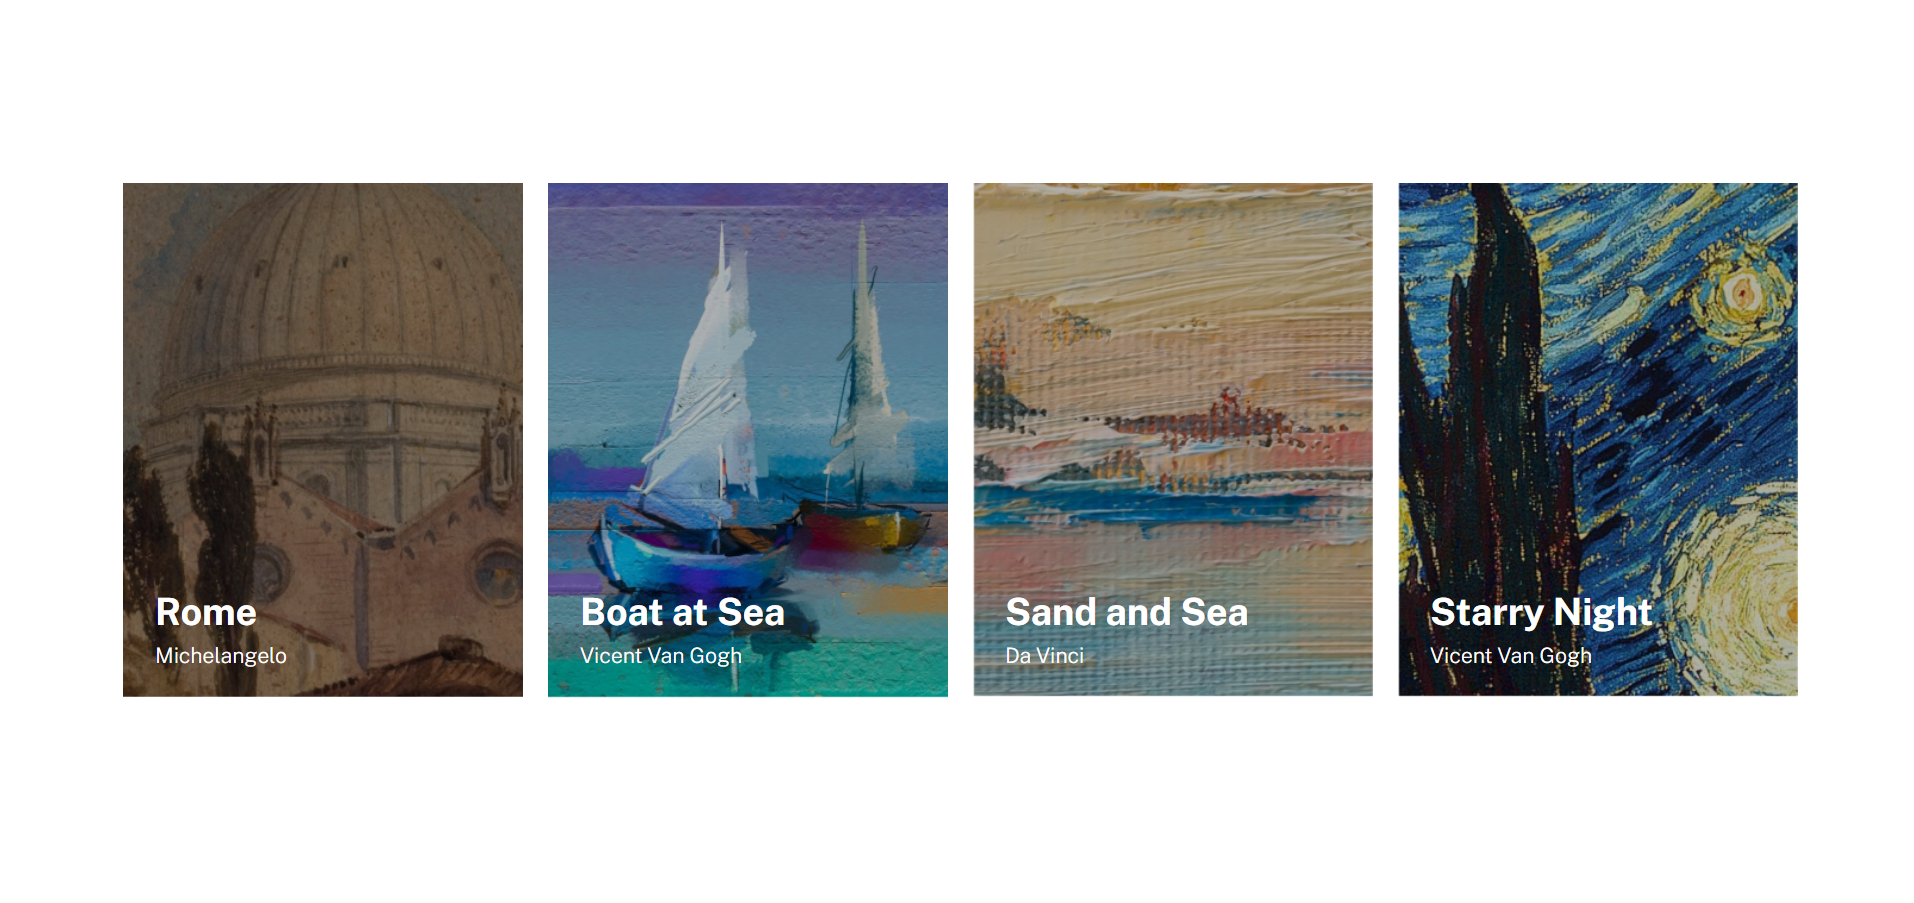 Rome
Michelangelo
Boat at Sea
Vicent Van Gogh
Sand and Sea
Da Vinci
Starry Night
Vicent Van Gogh